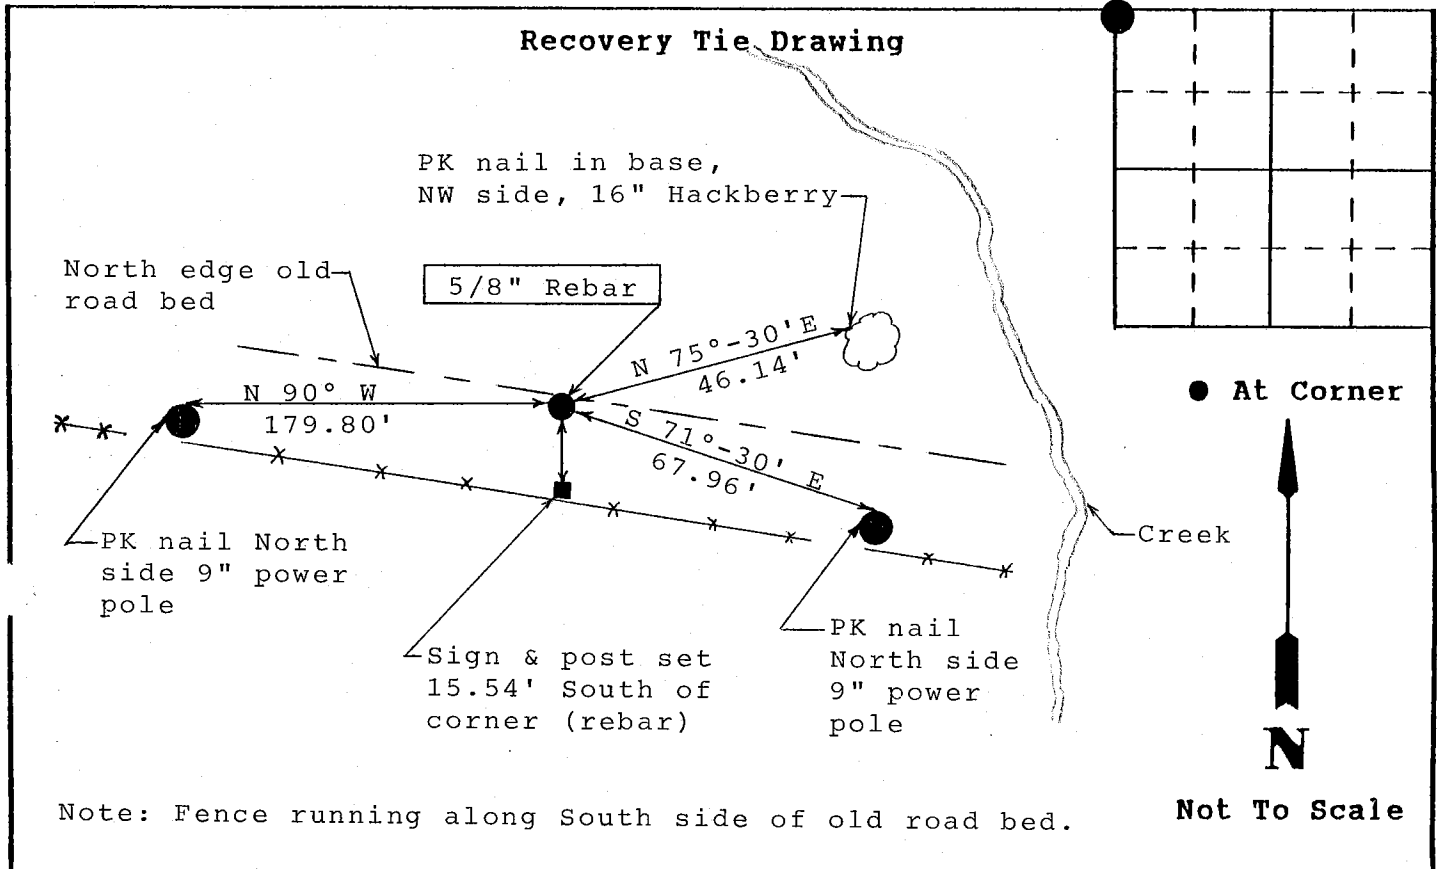 Recovery Tie Drawing
PK nail in base,
NW side, 16" Hackberry
North edge old
road bed
5/8" Rebar
N 75°-30'E
46.14'
N 90° W
179.80'
S 71°-30' E
67.96'
At Corner
PK nail North
side 9" power
pole
Creek
Sign & post set
15.54' South of
corner (rebar)
PK nail
North side
9" power
pole
N
Not To Scale
Note: Fence running along South side of old road bed.